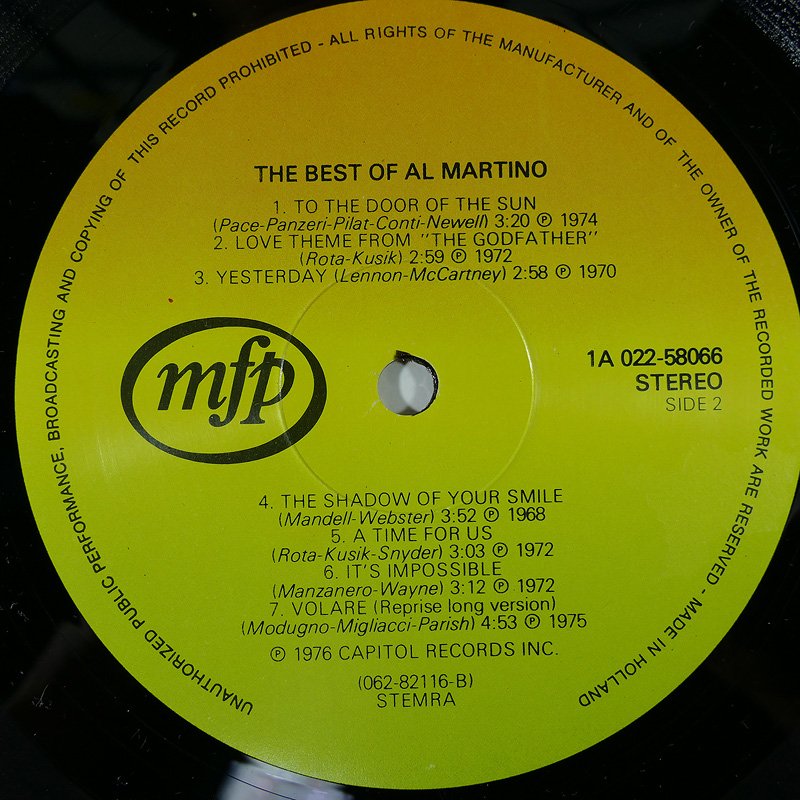 UNAUTHORIZED PUBLIC PERFORMANCE, BROADCASTING AND COPYING OF THIS RECORD PROHIBITED - ALL RIGHTS OF THE MANUFACTURER AND OF THE OWNER OF THE RECORDED WORK ARE RESERVED - MADE IN HOLLAND
THE BEST OF AL MARTINO
1. TO THE DOOR OF THE SUN
(Pace-Panzeri-Pilat-Conti-Newell) 3:20 ℗ 1974
2. LOVE THEME FROM "THE GODFATHER"
(Rota-Kusik) 2:59 ℗ 1972
3. YESTERDAY (Lennon-McCartney) 2:58 ℗ 1970
mfp
1A 022-58066
STEREO
SIDE 2
4. THE SHADOW OF YOUR SMILE
(Mandell-Webster) 3:52 ℗ 1968
5. A TIME FOR US
(Rota-Kusik-Snyder) 3:03 ℗ 1972
6. IT'S IMPOSSIBLE
(Manzanero-Wayne) 3:12 ℗ 1972
7. VOLARE (Reprise long version)
(Modugno-Migliacci-Parish) 4:53 ℗ 1975
℗ 1976 CAPITOL RECORDS INC.
(062-82116-B)
STEMRA